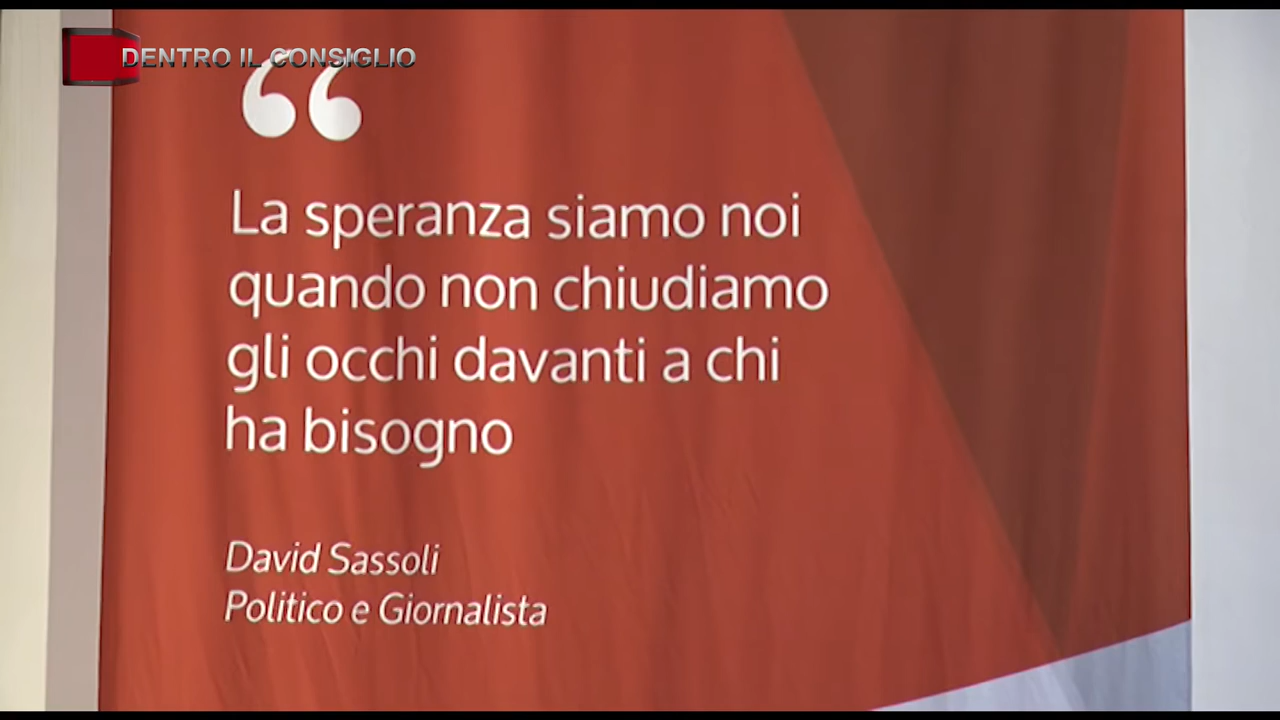 DENTRO IL CONSIGLIO
“
La speranza siamo noi
quando non chiudiamo
gli occhi davanti a chi
ha bisogno
David Sassoli
Politico e Giornalista